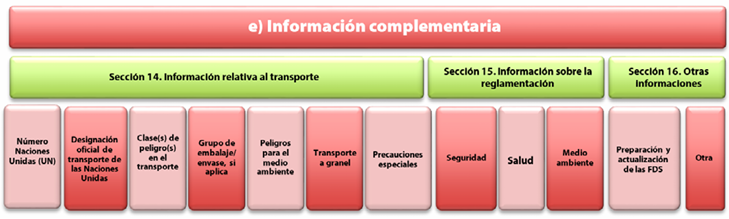 e) Información complementaria
Sección 14. Información relativa al transporte
Sección 15. Información sobre la
reglamentación
Sección 16. Otras
Informaciones
Número
Naciones
Unidas (UN)
Designación
oficial de
transporte de
las Naciones
Unidas
Clase(s) de
peligro(s)
en el
transporte
Grupo de
embalaje/
envase, si
aplica
Peligros
para el
medio
ambiente
Transporte
a granel
Precauciones
especiales
Seguridad
Salud
Medio
ambiente
Preparación y
actualización
de las FDS
Otra